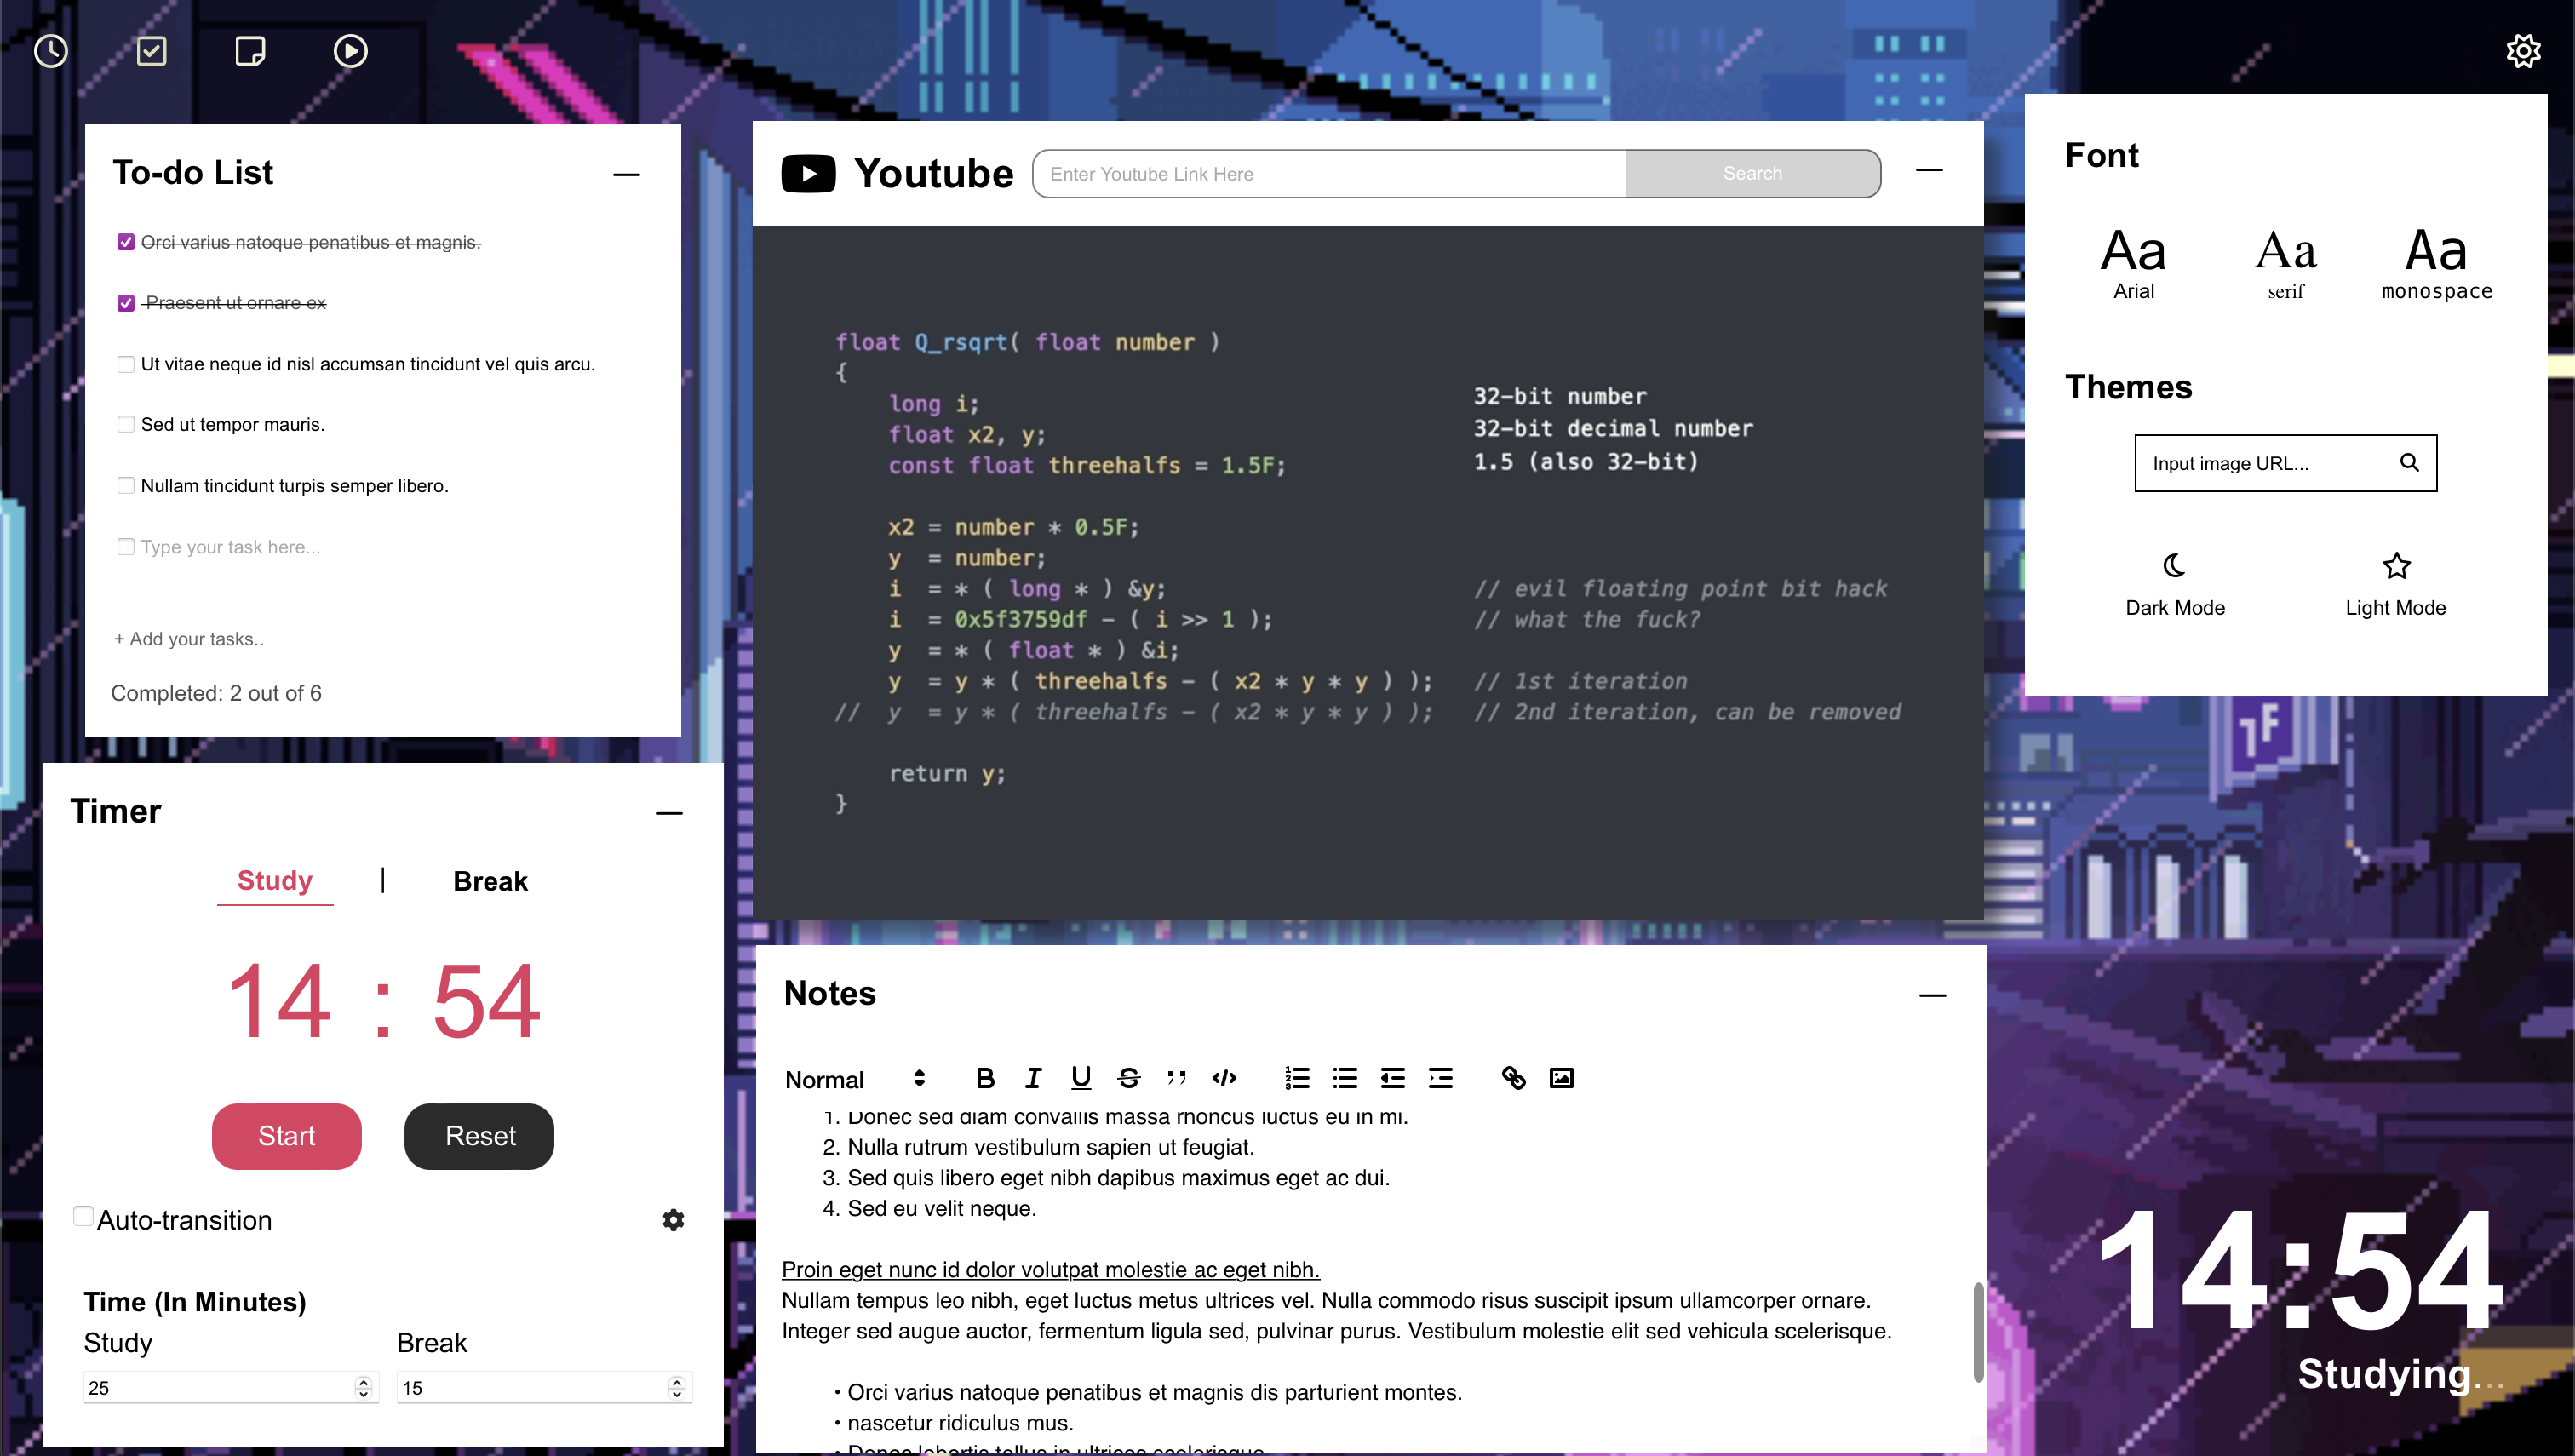 To-do List
Orci varius natoque penatibus et magnis.
Praesent ut ornare ex
Ut vitae neque id nisl accumsan tincidunt vel quis arcu.
Sed ut tempor mauris.
Nullam tincidunt turpis semper libero.
Type your task here...
+ Add your tasks..
Completed: 2 out of 6
Timer
Study | Break
14 : 54
Start Reset
Auto-transition
Time (In Minutes)
Study Break
25 15
Youtube Enter Youtube Link Here Search
float Q_rsqrt( float number )
{
long i; 32-bit number
float x2, y; 32-bit decimal number
const float threehalfs = 1.5F; 1.5 (also 32-bit)
x2 = number * 0.5F;
y = number;
i = * ( long * ) &y; // evil floating point bit hack
i = 0x5f3759df - ( i >> 1 ); // what the fuck?
y = * ( float * ) &i;
y = y * ( threehalfs - ( x2 * y * y ) ); // 1st iteration
// y = y * ( threehalfs - ( x2 * y * y ) ); // 2nd iteration, can be removed
return y;
}
Notes
Normal
1. Donec sed diam convallis massa rhoncus luctus eu in mi.
2. Nulla rutrum vestibulum sapien ut feugiat.
3. Sed quis libero eget nibh dapibus maximus eget ac dui.
4. Sed eu velit neque.
Proin eget nunc id dolor volutpat molestie ac eget nibh.
Nullam tempus leo nibh, eget luctus metus ultrices vel. Nulla commodo risus suscipit ipsum ullamcorper ornare.
Integer sed augue auctor, fermentum ligula sed, pulvinar purus. Vestibulum molestie elit sed vehicula scelerisque.
• Orci varius natoque penatibus et magnis dis parturient montes.
• nascetur ridiculus mus.
• Donec lobortis tellus in ultrices scelerisque
Font
Aa Aa Aa
Arial serif monospace
Themes
Input image URL...
Dark Mode Light Mode
14:54
Studying...